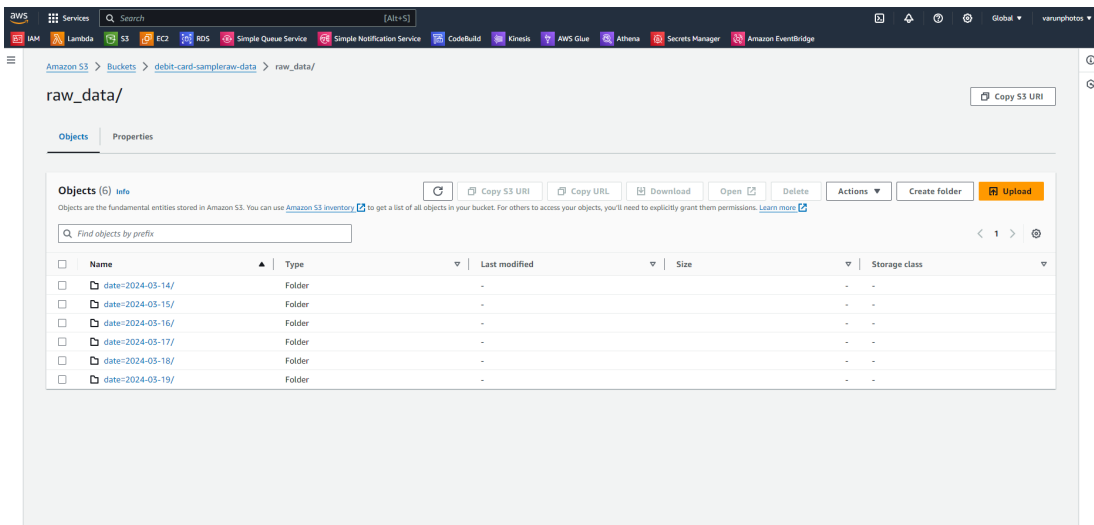 aws Services Search [Alt+S] Global ▼ varunphotos ▼
IAM Lambda S3 EC2 RDS Simple Queue Service Simple Notification Service CodeBuild Kinesis AWS Glue Athena Secrets Manager Amazon EventBridge
Amazon S3 > Buckets > debit-card-sampleraw-data > raw_data/
raw_data/
Copy S3 URI
Objects Properties
Objects (6) Info
Copy S3 URI Copy URL Download Open Delete Actions ▼ Create folder Upload
Objects are the fundamental entities stored in Amazon S3. You can use Amazon S3 inventory to get a list of all objects in your bucket. For others to access your objects, you'll need to explicitly grant them permissions. Learn more
Find objects by prefix < 1 >
Name Type Last modified Size Storage class
date=2024-03-14/ Folder - - -
date=2024-03-15/ Folder - - -
date=2024-03-16/ Folder - - -
date=2024-03-17/ Folder - - -
date=2024-03-18/ Folder - - -
date=2024-03-19/ Folder - - -